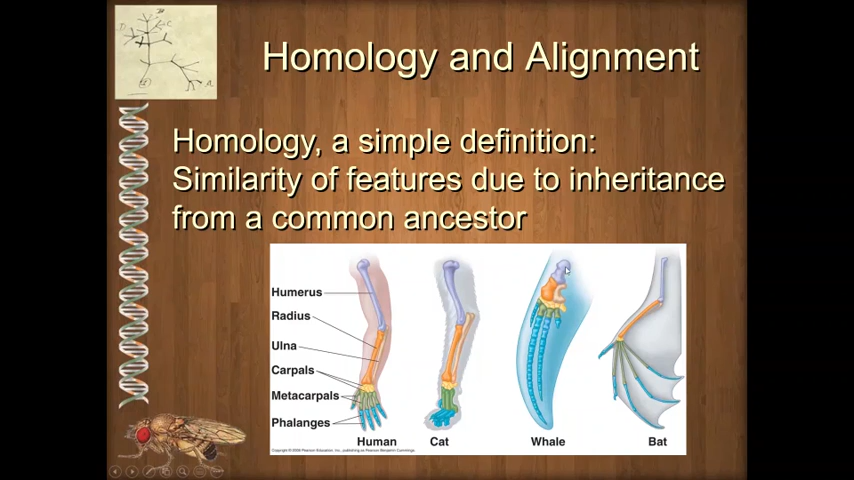 Homology and Alignment
Homology, a simple definition:
Similarity of features due to inheritance
from a common ancestor
Humerus
Radius
Ulna
Carpals
Metacarpals
Phalanges
Human
Cat
Whale
Bat